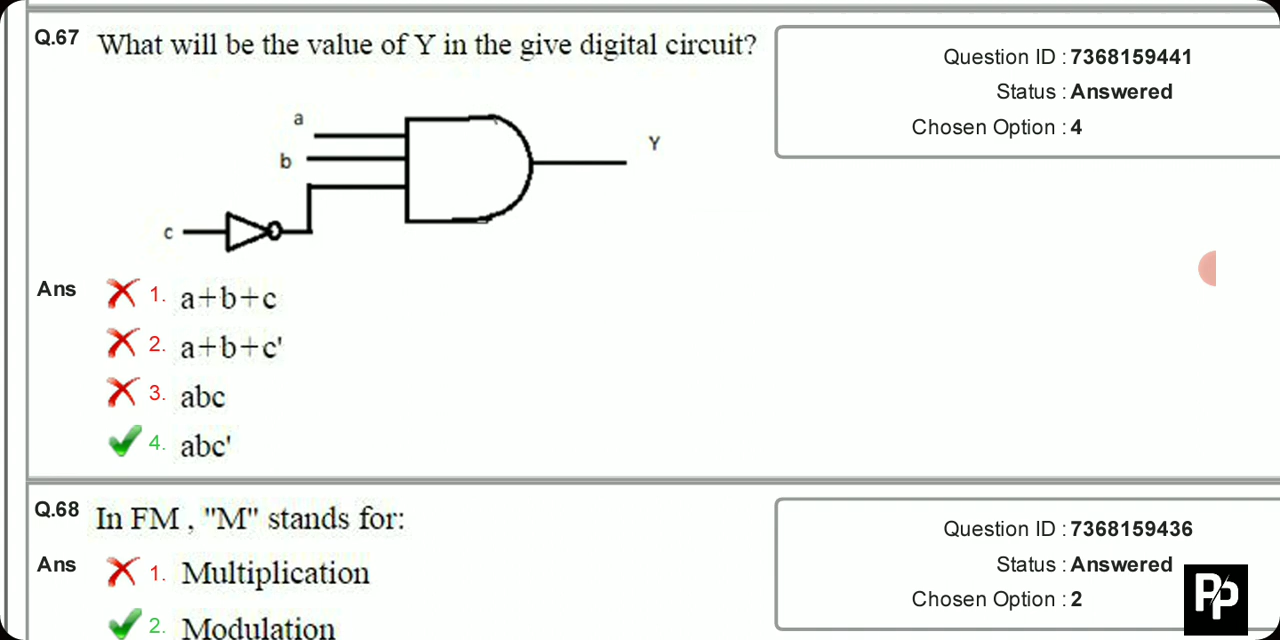 Q.67 What will be the value of Y in the give digital circuit?
Question ID : 7368159441
Status : Answered
Chosen Option : 4
a
b
c
Y
Ans 1. a+b+c
2. a+b+c'
3. abc
4. abc'
Q.68 In FM , "M" stands for:
Question ID : 7368159436
Status : Answered
Chosen Option : 2
Ans 1. Multiplication
2. Modulation
Pp